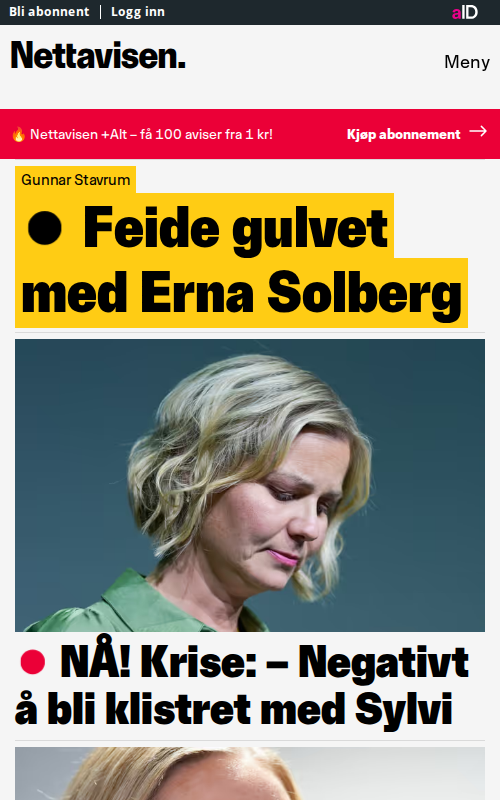 Bli abonnent | Logg inn
aID
Nettavisen.
Meny
🔥 Nettavisen +Alt – få 100 aviser fra 1 kr!
Kjøp abonnement →
Gunnar Stavrum
● Feide gulvet
med Erna Solberg
● NÅ! Krise: – Negativt
å bli klistret med Sylvi